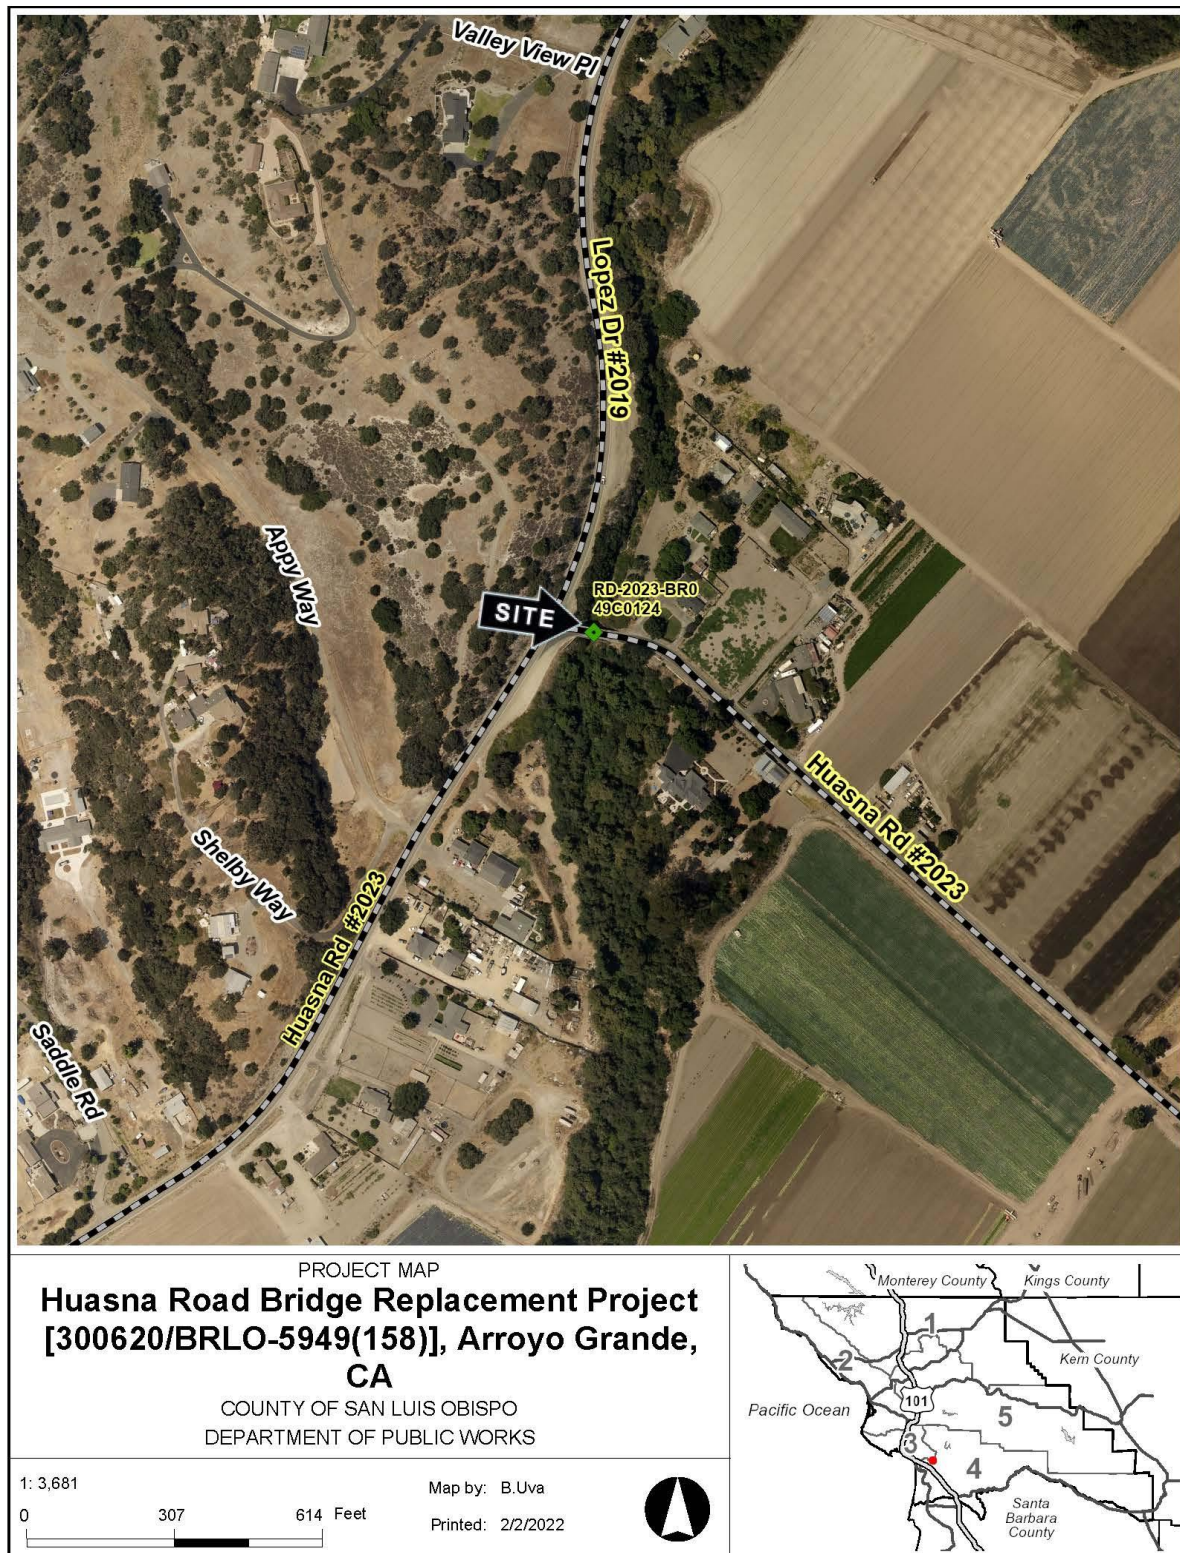 Valley View Pl
Lopez Dr #2019
Appy Way
RD-2023-BR0
49C0124
SITE
Huasna Rd #2023
Shelby Way
Huasna Rd #2023
Saddle Rd
PROJECT MAP
Huasna Road Bridge Replacement Project
[300620/BRLO-5949(158)], Arroyo Grande,
CA
COUNTY OF SAN LUIS OBISPO
DEPARTMENT OF PUBLIC WORKS
1: 3,681
0 307 614 Feet
Map by: B.Uva
Printed: 2/2/2022
Monterey County
Kings County
1
2
Kern County
101
5
Pacific Ocean
3
4
Santa
Barbara
County